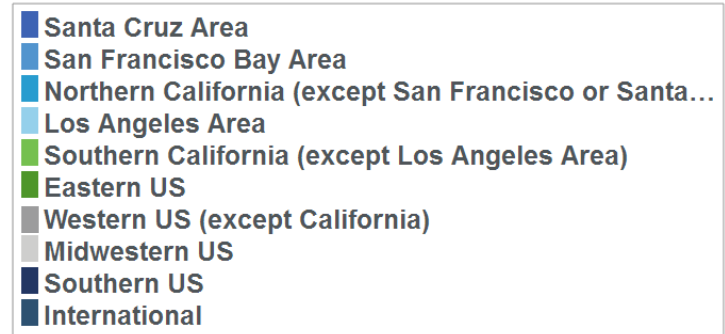 Santa Cruz Area
San Francisco Bay Area
Northern California (except San Francisco or Santa…
Los Angeles Area
Southern California (except Los Angeles Area)
Eastern US
Western US (except California)
Midwestern US
Southern US
International